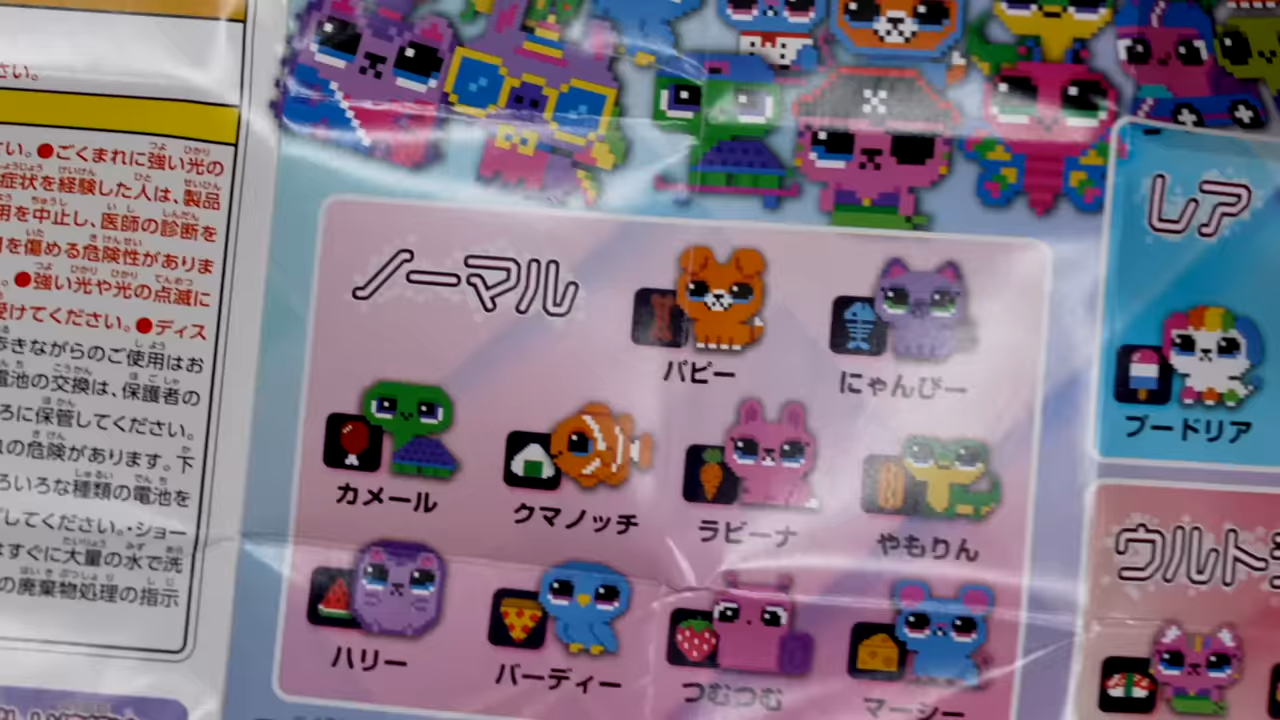 さい。
い。●ごくまれに強い光の
症状を経験した人は、製品
用を中止し、医師の診断を
を傷める危険性がありま
。●強い光や光の点滅に
受けてください。●ディス
歩きながらのご使用はお
電池の交換は、保護者の
ろに保管してください。
れの危険があります。下
ろいろな種類の電池を
してください。・ショー
はすぐに大量の水で洗
の廃棄物処理の指示
ノーマル
パピー
にゃんぴー
カメール
クマノッチ
ラビーナ
やもりん
ハリー
バーディー
つむつむ
マーシー
レア
プードリア
ウルト